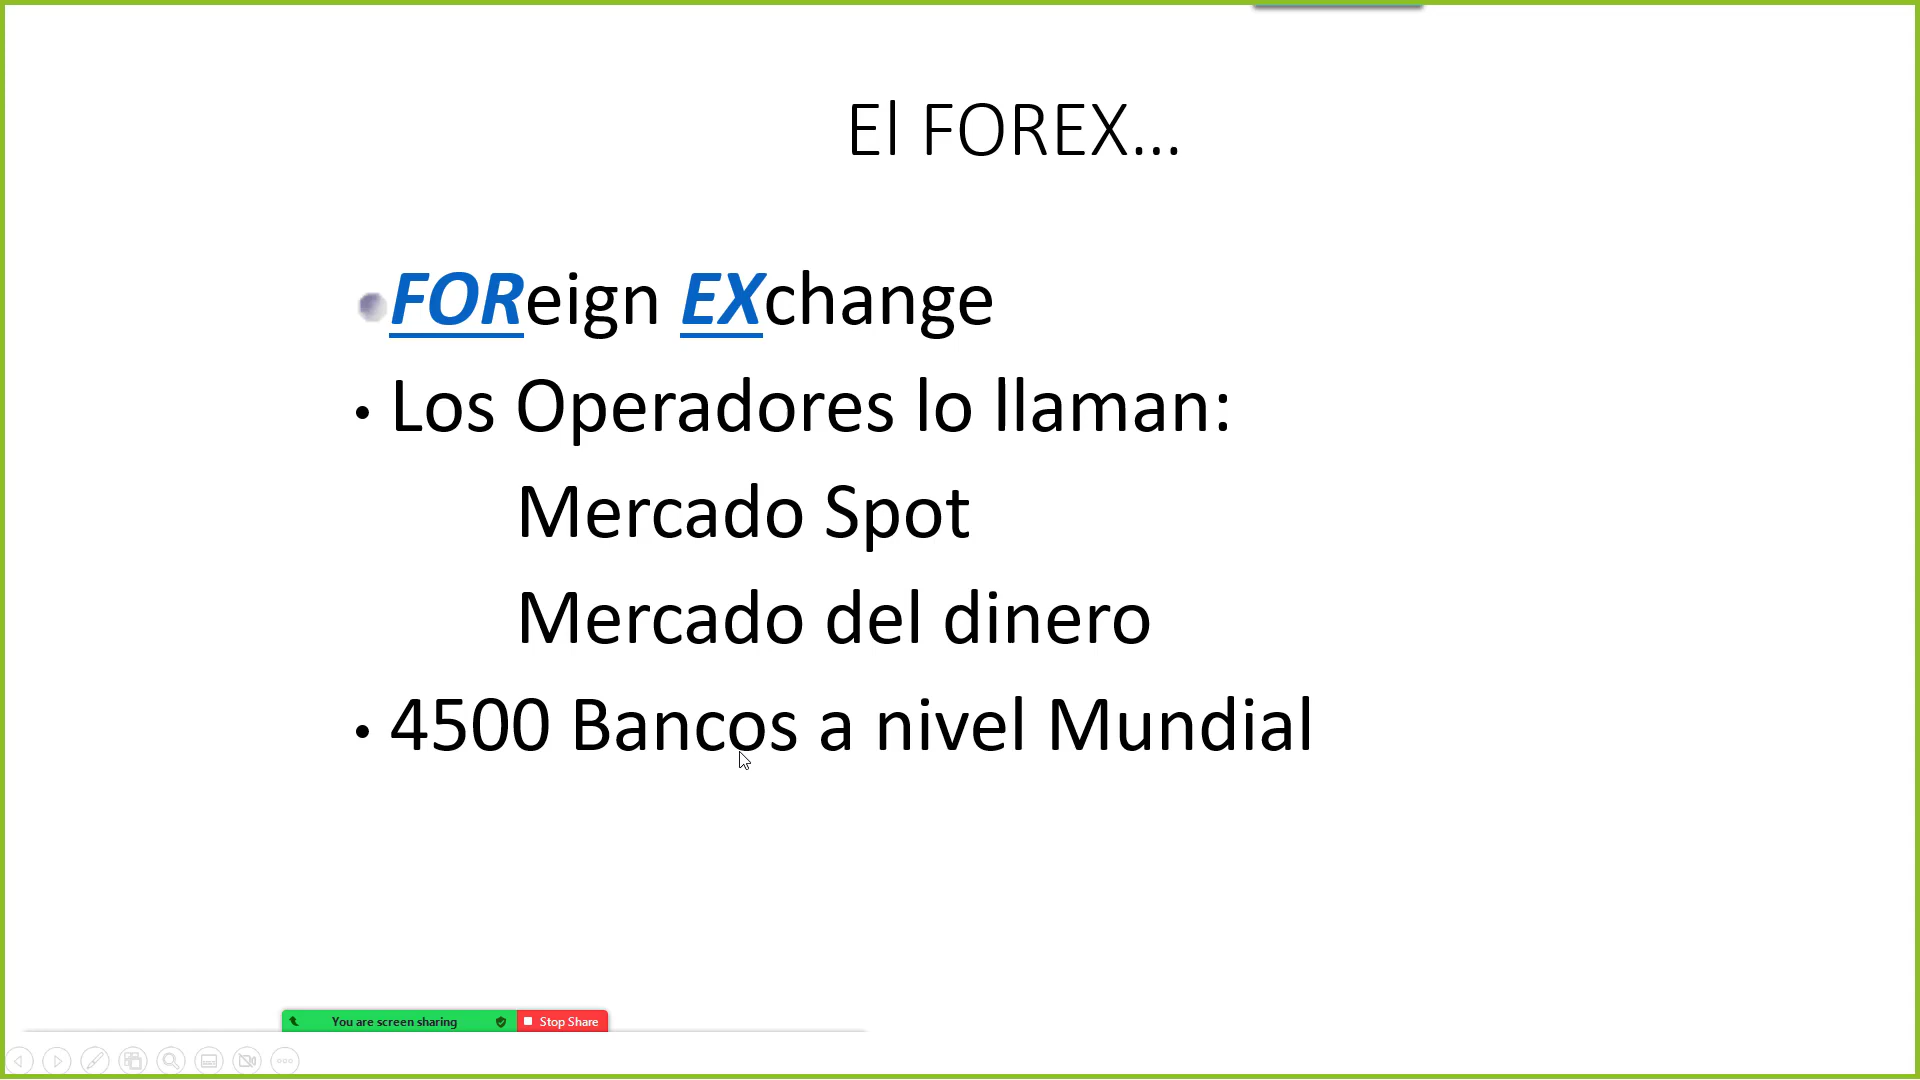 El FOREX...
FOReign EXchange
• Los Operadores lo llaman:
Mercado Spot
Mercado del dinero
• 4500 Bancos a nivel Mundial
You are screen sharing
Stop Share